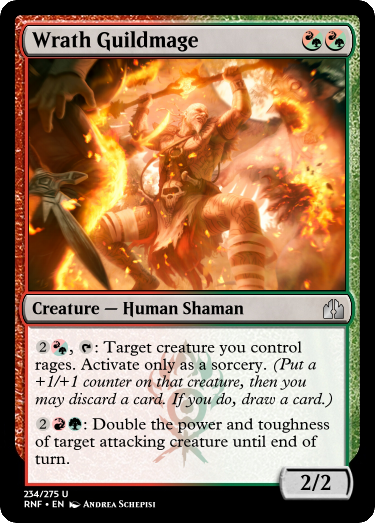 Wrath Guildmage
Creature — Human Shaman
2, : Target creature you control
rages. Activate only as a sorcery. (Put a
+1/+1 counter on that creature, then you
may discard a card. If you do, draw a card.)
2: Double the power and toughness
of target attacking creature until end of
turn.
2/2
234/275 U
RNF • EN Andrea Schepisi